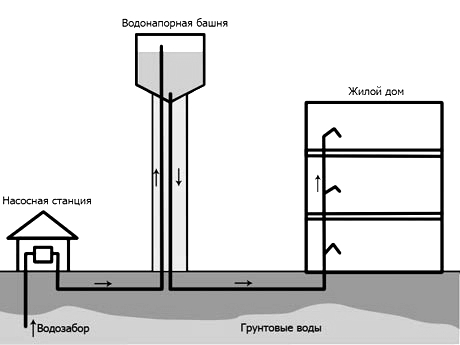 Водонапорная башня
Жилой дом
Насосная станция
Водозабор
Грунтовые воды